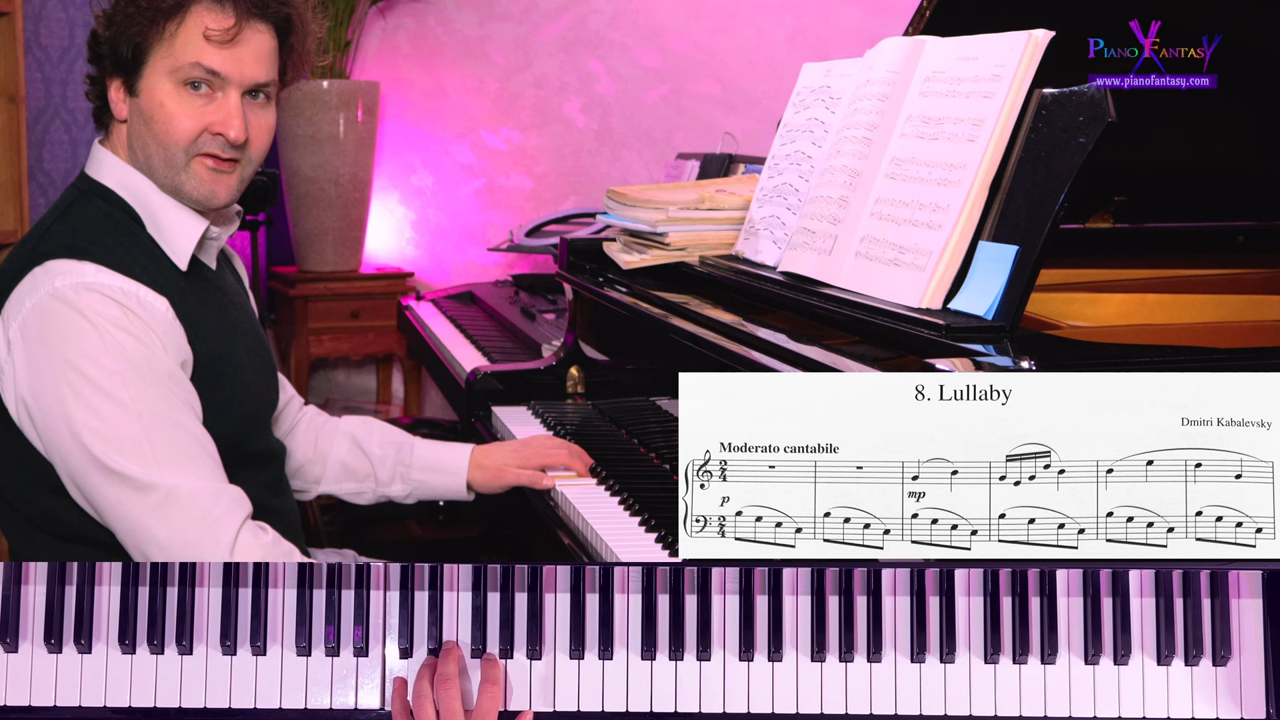 PIANO FANTASY
www.pianofantasy.com
8. Lullaby
Dmitri Kabalevsky
Moderato cantabile
p
mp